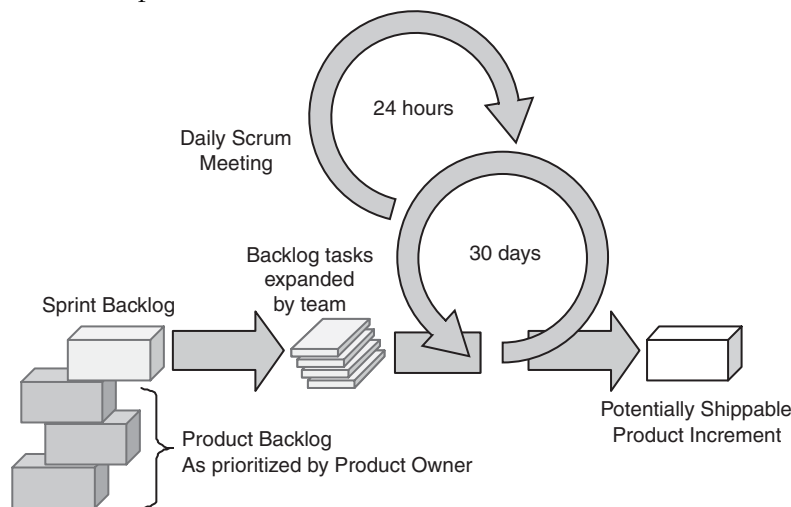 24 hours
Daily Scrum
Meeting
30 days
Backlog tasks
expanded
by team
Sprint Backlog
Potentially Shippable
Product Increment
Product Backlog
As prioritized by Product Owner